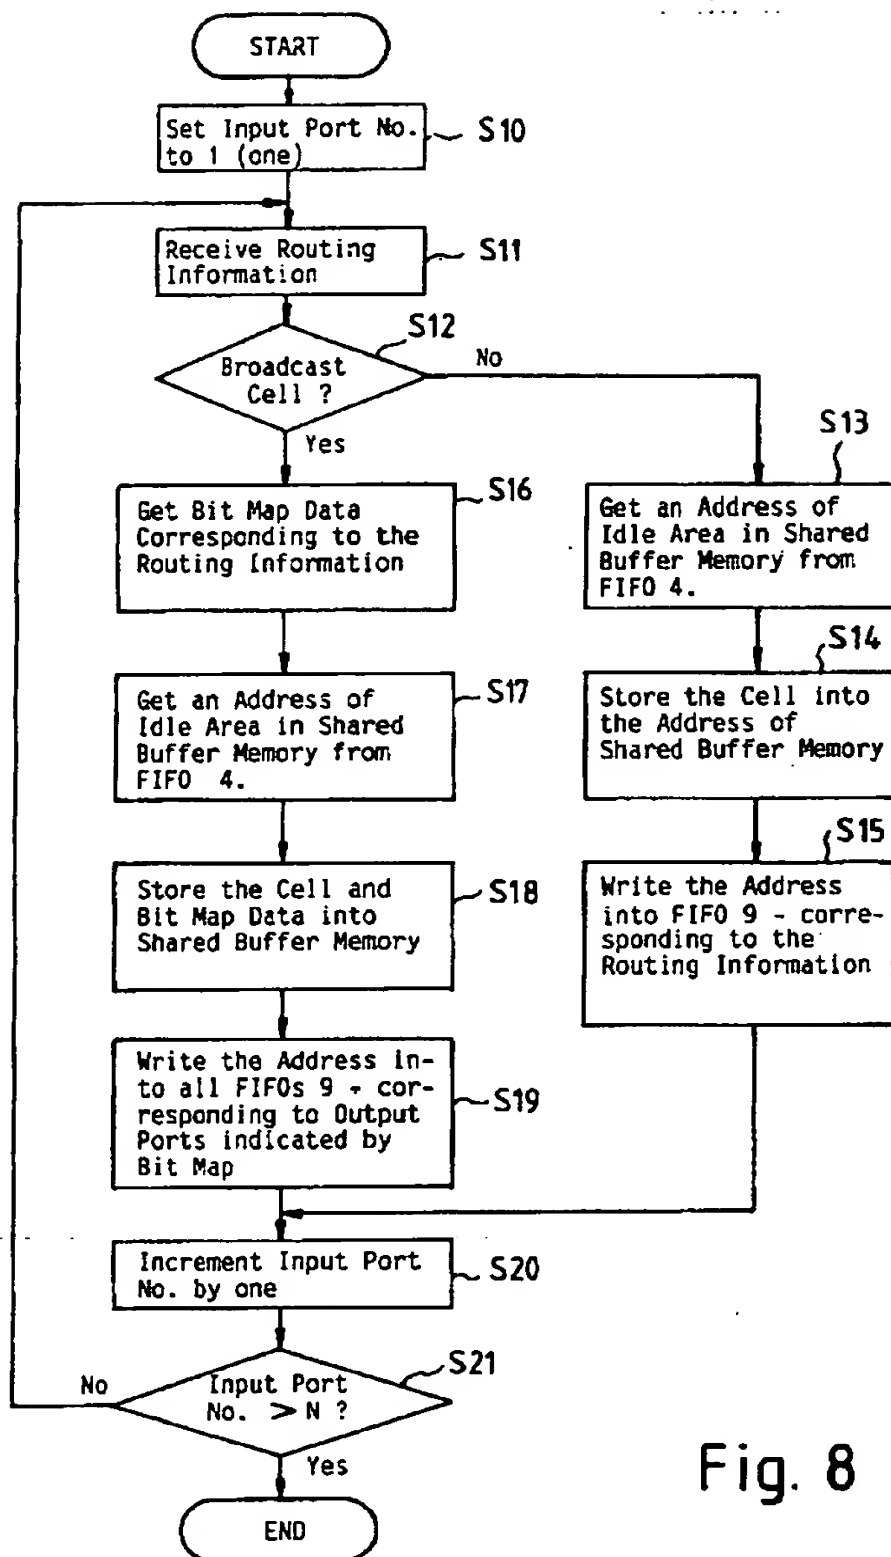 START
Set Input Port No.
to 1 (one)
S10
Receive Routing
Information
S11
S12
Broadcast
Cell ?
No
Yes
S13
Get an Address of
Idle Area in Shared
Buffer Memory from
FIFO 4.
S14
Store the Cell into
the Address of
Shared Buffer Memory
S15
Write the Address
into FIFO 9 - corre-
sponding to the
Routing Information
S16
Get Bit Map Data
Corresponding to the
Routing Information
S17
Get an Address of
Idle Area in Shared
Buffer Memory from
FIFO 4.
S18
Store the Cell and
Bit Map Data into
Shared Buffer Memory
S19
Write the Address in-
to all FIFOs 9 - cor-
responding to Output
Ports indicated by
Bit Map
S20
Increment Input Port
No. by one
S21
Input Port
No. > N ?
No
Yes
END
Fig. 8